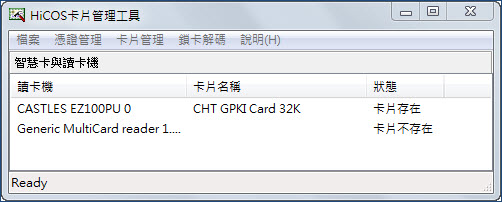 HiCOS卡片管理工具
檔案 憑證管理 卡片管理 鎖卡解碼 說明(H)
智慧卡與讀卡機
讀卡機 卡片名稱 狀態
CASTLES EZ100PU 0 CHT GPKI Card 32K 卡片存在
Generic MultiCard reader 1.... 卡片不存在
Ready